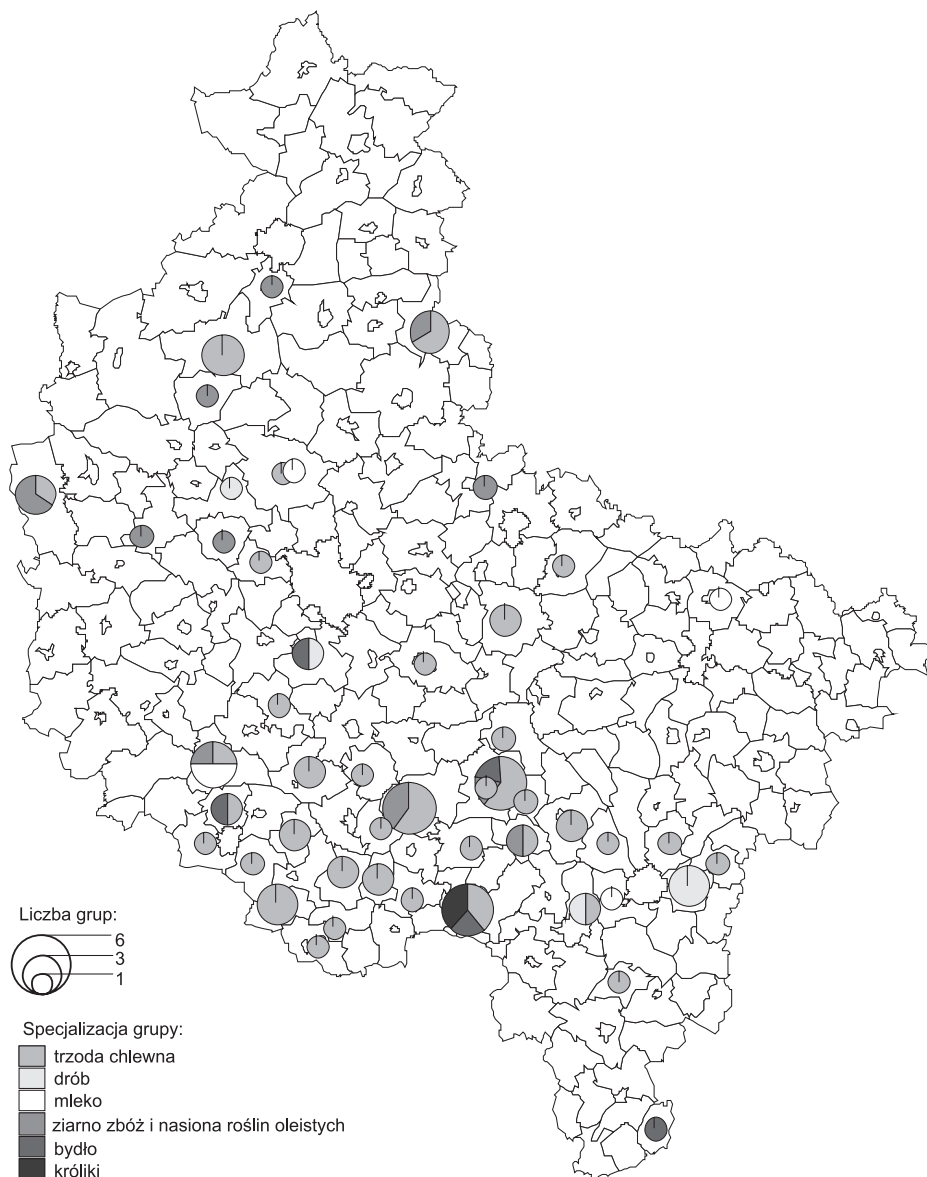 Liczba grup:
6
3
1
Specjalizacja grupy:
trzoda chlewna
drób
mleko
ziarno zbóż i nasiona roślin oleistych
bydło
króliki